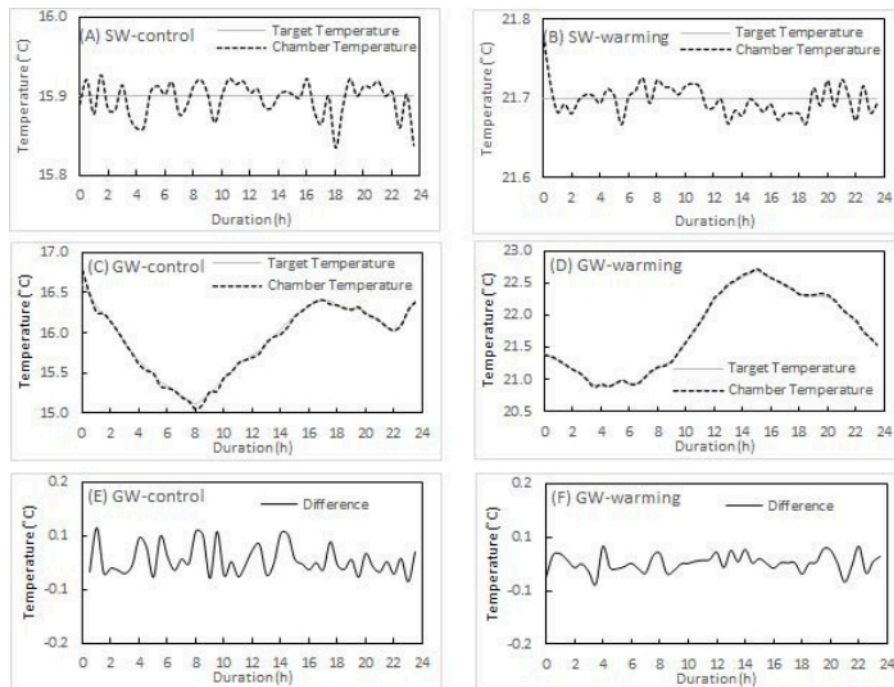 16.0
(A) SW-control
Target Temperature
Chamber Temperature
15.9
15.8
Temperature (˚C)
0 2 4 6 8 10 12 14 16 18 20 22 24
Duration (h)
21.8
(B) SW-warming
Target Temperature
Chamber Temperature
21.7
21.6
Temperature (˚C)
0 2 4 6 8 10 12 14 16 18 20 22 24
Duration (h)
17.0
(C) GW-control
Target Temperature
Chamber Temperature
16.5
16.0
15.5
15.0
Temperature (˚C)
0 2 4 6 8 10 12 14 16 18 20 22 24
Duration (h)
23.0
(D) GW-warming
22.5
22.0
21.5
21.0
20.5
Target Temperature
Chamber Temperature
Temperature (˚C)
0 2 4 6 8 10 12 14 16 18 20 22 24
Duration (h)
0.2
(E) GW-control
Difference
0.1
-0.1
-0.2
Temperature (˚C)
0 2 4 6 8 10 12 14 16 18 20 22 24
Duration (h)
0.2
(F) GW-warming
Difference
0.1
-0.1
-0.2
Temperature (˚C)
0 2 4 6 8 10 12 14 16 18 20 22 24
Duration (h)